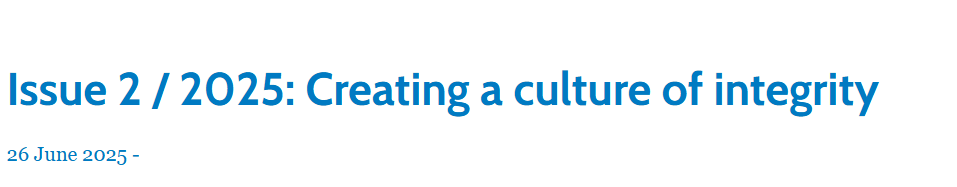 Issue 2 / 2025: Creating a culture of integrity
26 June 2025 -